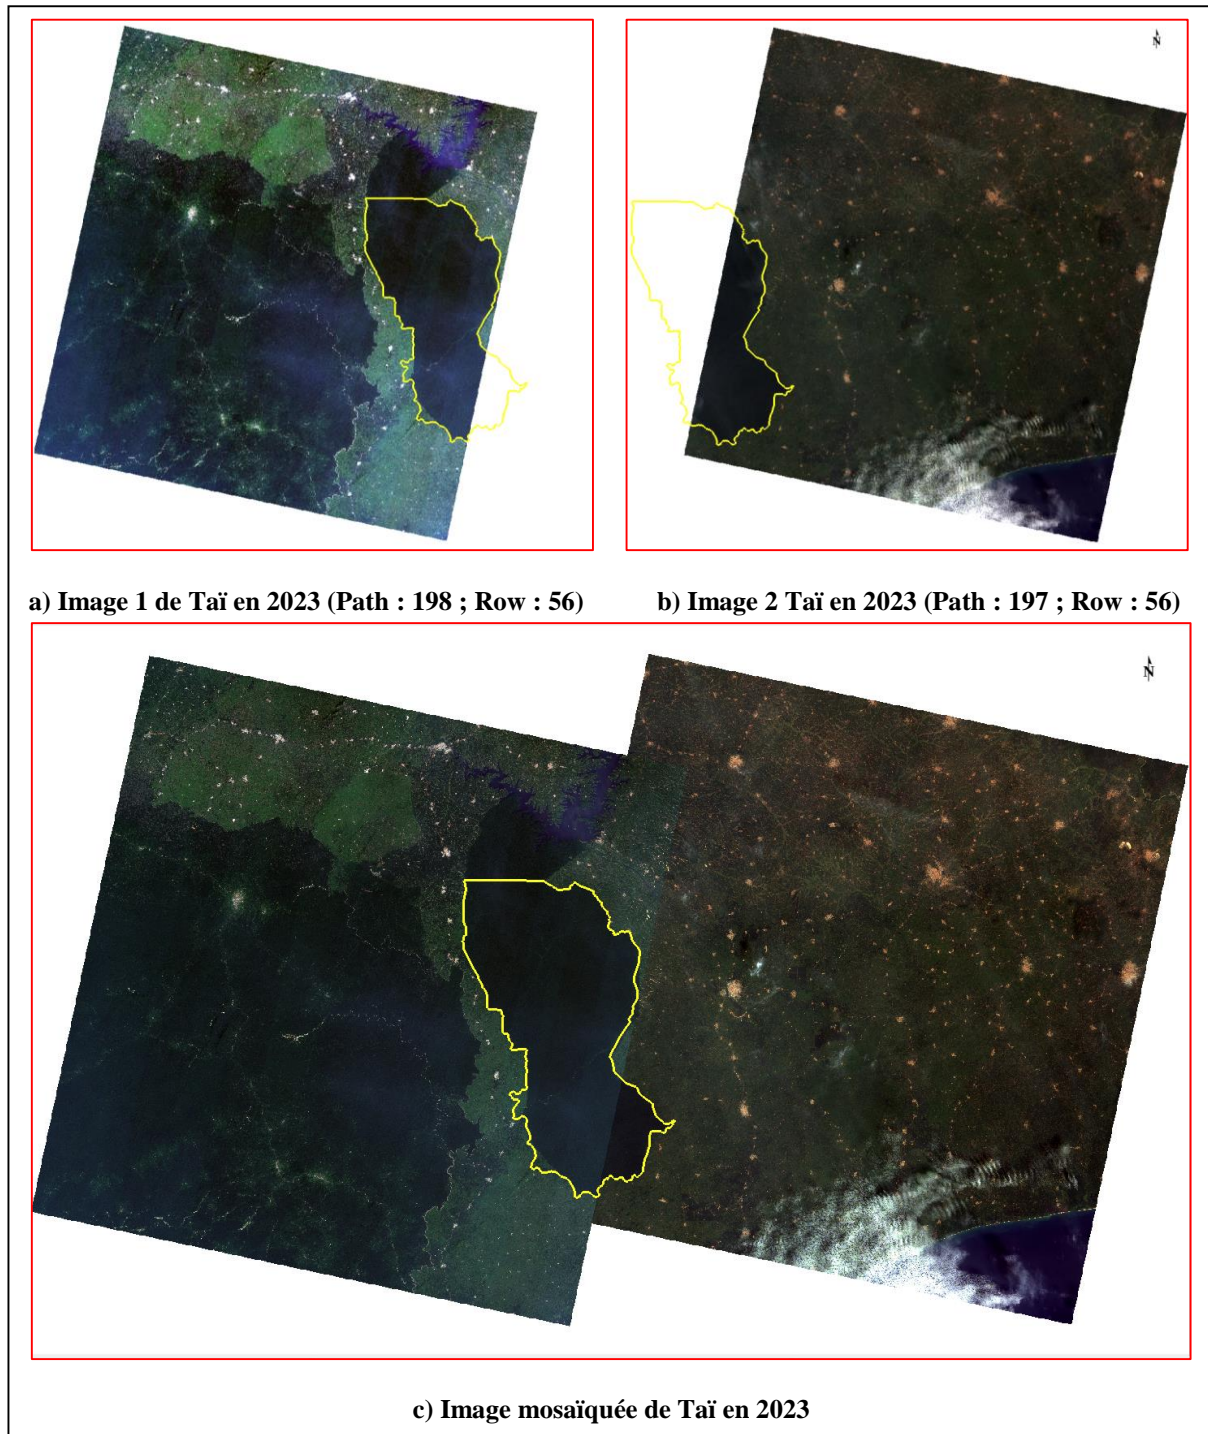 N
a) Image 1 de Taï en 2023 (Path : 198 ; Row : 56)
b) Image 2 Taï en 2023 (Path : 197 ; Row : 56)
N
c) Image mosaïquée de Taï en 2023